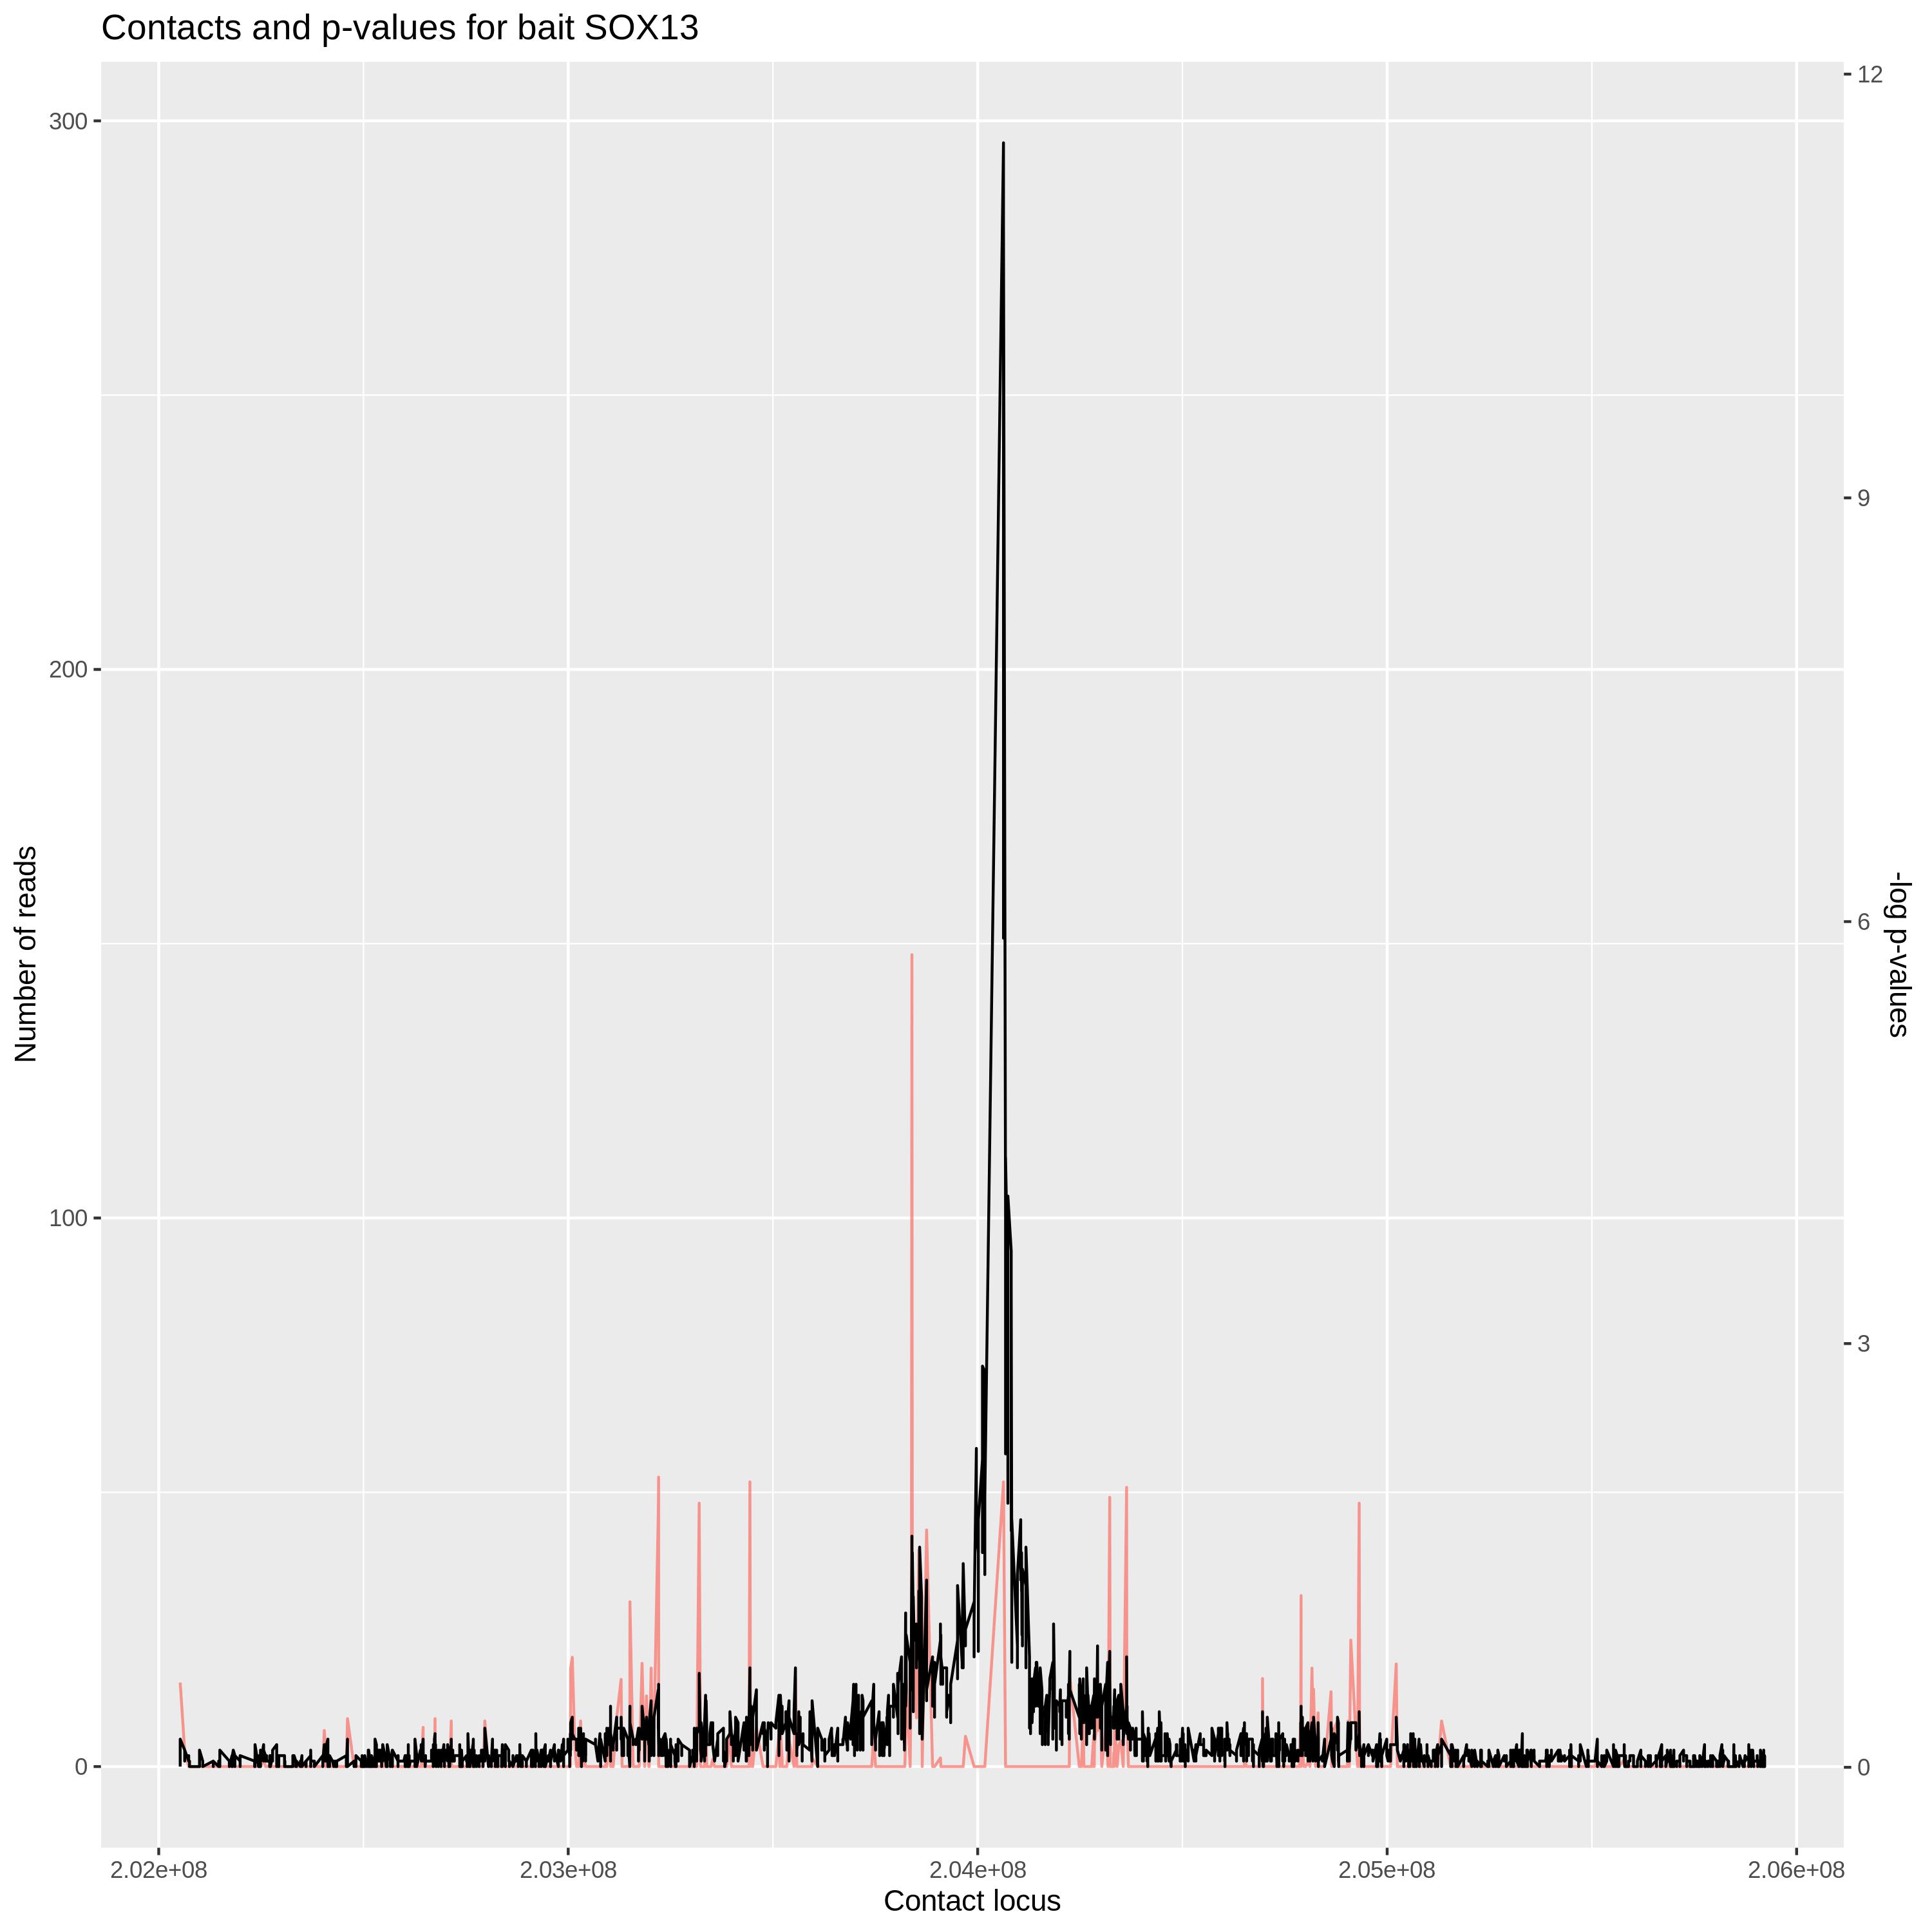 Contacts and p-values for bait SOX13
300
200
100
0
Number of reads
12
9
6
3
0
-log p-values
2.02e+08
2.03e+08
2.04e+08
2.05e+08
2.06e+08
Contact locus